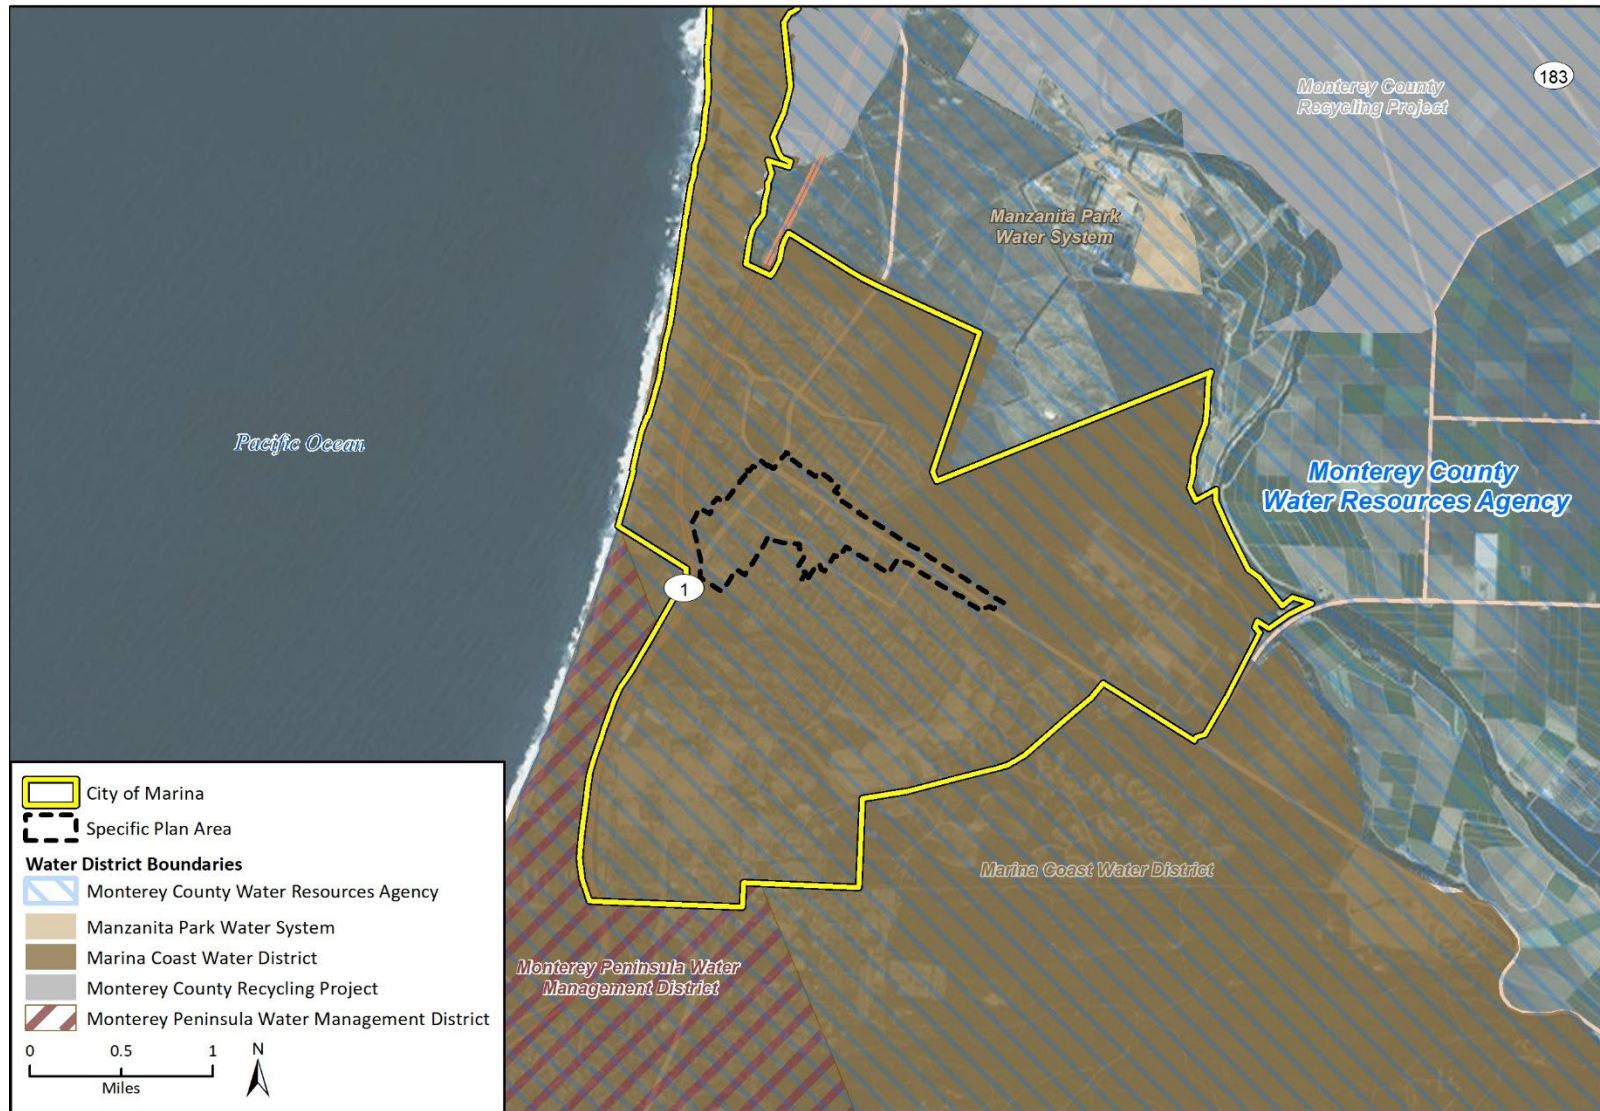 183
Monterey County
Recycling Project
Manzanita Park
Water System
Pacific Ocean
Monterey County
Water Resources Agency
1
Marina Coast Water District
Monterey Peninsula Water
Management District
City of Marina
Specific Plan Area
Water District Boundaries
Monterey County Water Resources Agency
Manzanita Park Water System
Marina Coast Water District
Monterey County Recycling Project
Monterey Peninsula Water Management District
0 0.5 1
Miles
N